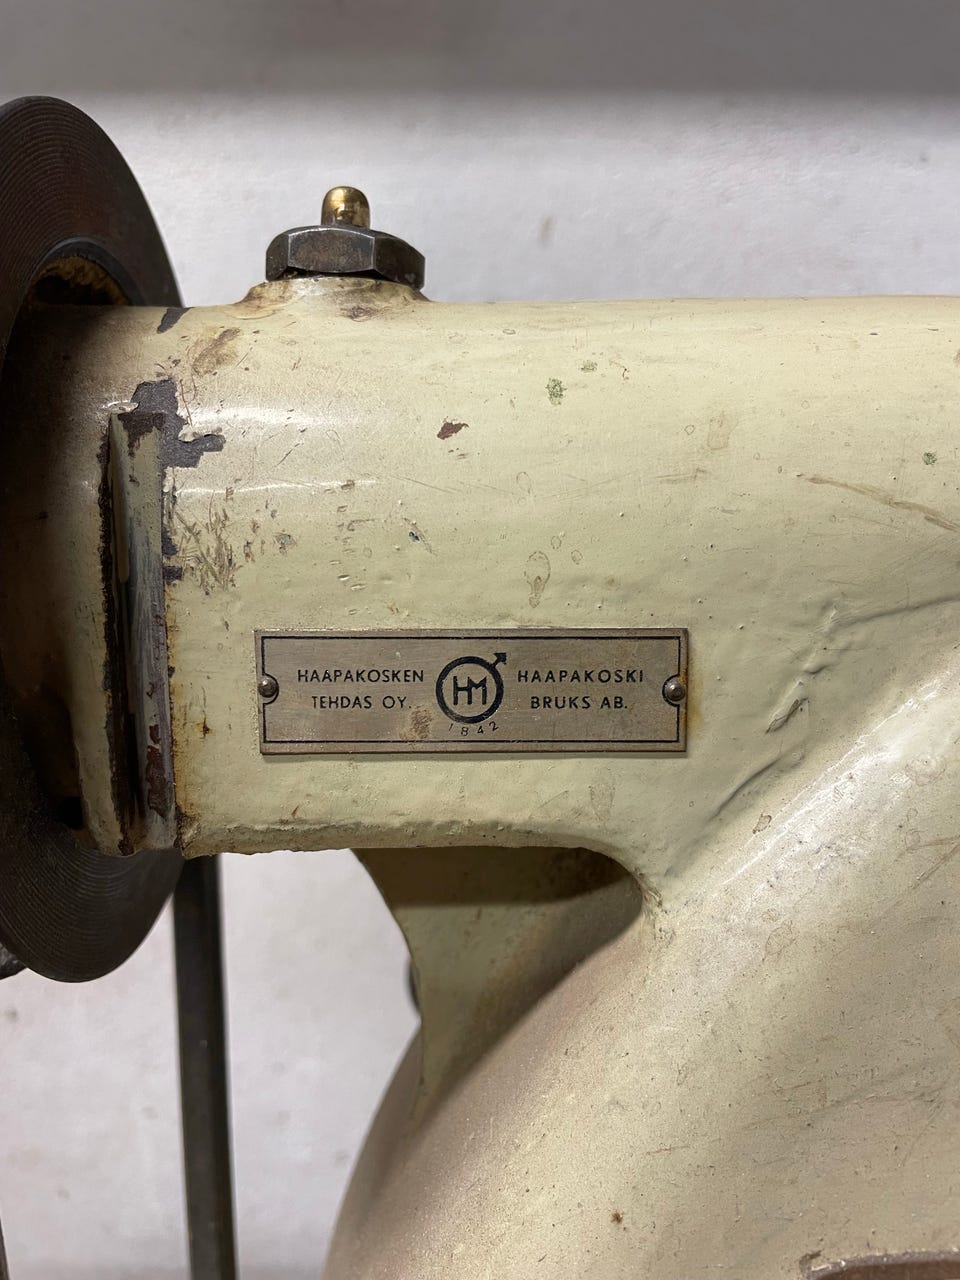 HAAPAKOSKEN
TEHDAS OY.
HM
1842
HAAPAKOSKI
BRUKS AB.